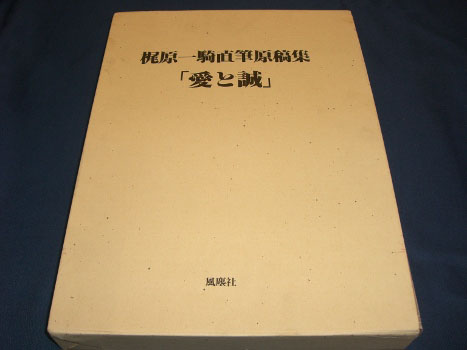 梶原一騎直筆原稿集
「愛と誠」
風塵社